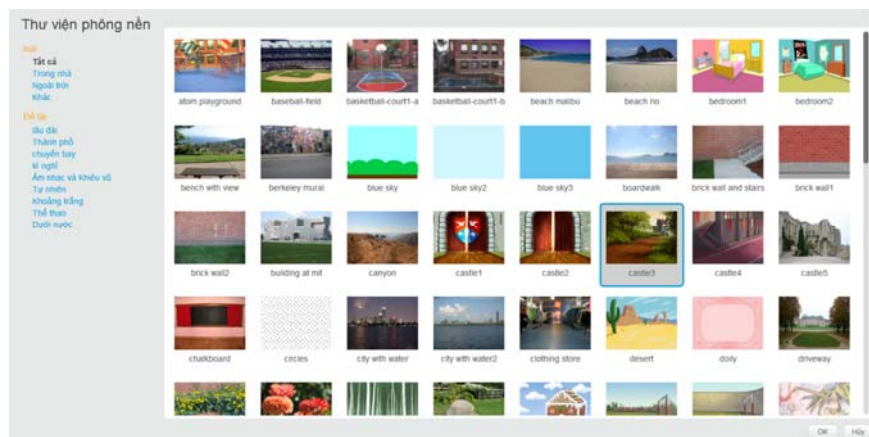 Thư viện phông nền
loại
Tất cả
Trong nhà
Ngoài trời
Khác
Đề tài
lâu đài
Thành phố
chuyến bay
kì nghỉ
Âm nhạc và Khiêu vũ
Tự nhiên
Khoảng trắng
Thể thao
Dưới nước
atom playground baseball-field basketball-court1-a basketball-court1-b beach malibu beach rio bedroom1 bedroom2
bench with view berkeley mural blue sky blue sky2 blue sky3 boardwalk brick wall and stairs brick wall1
brick wall2 building at mit canyon castle1 castle2 castle3 castle4 castle5
chalkboard circles city with water city with water2 clothing store desert doily driveway
OK Hủy